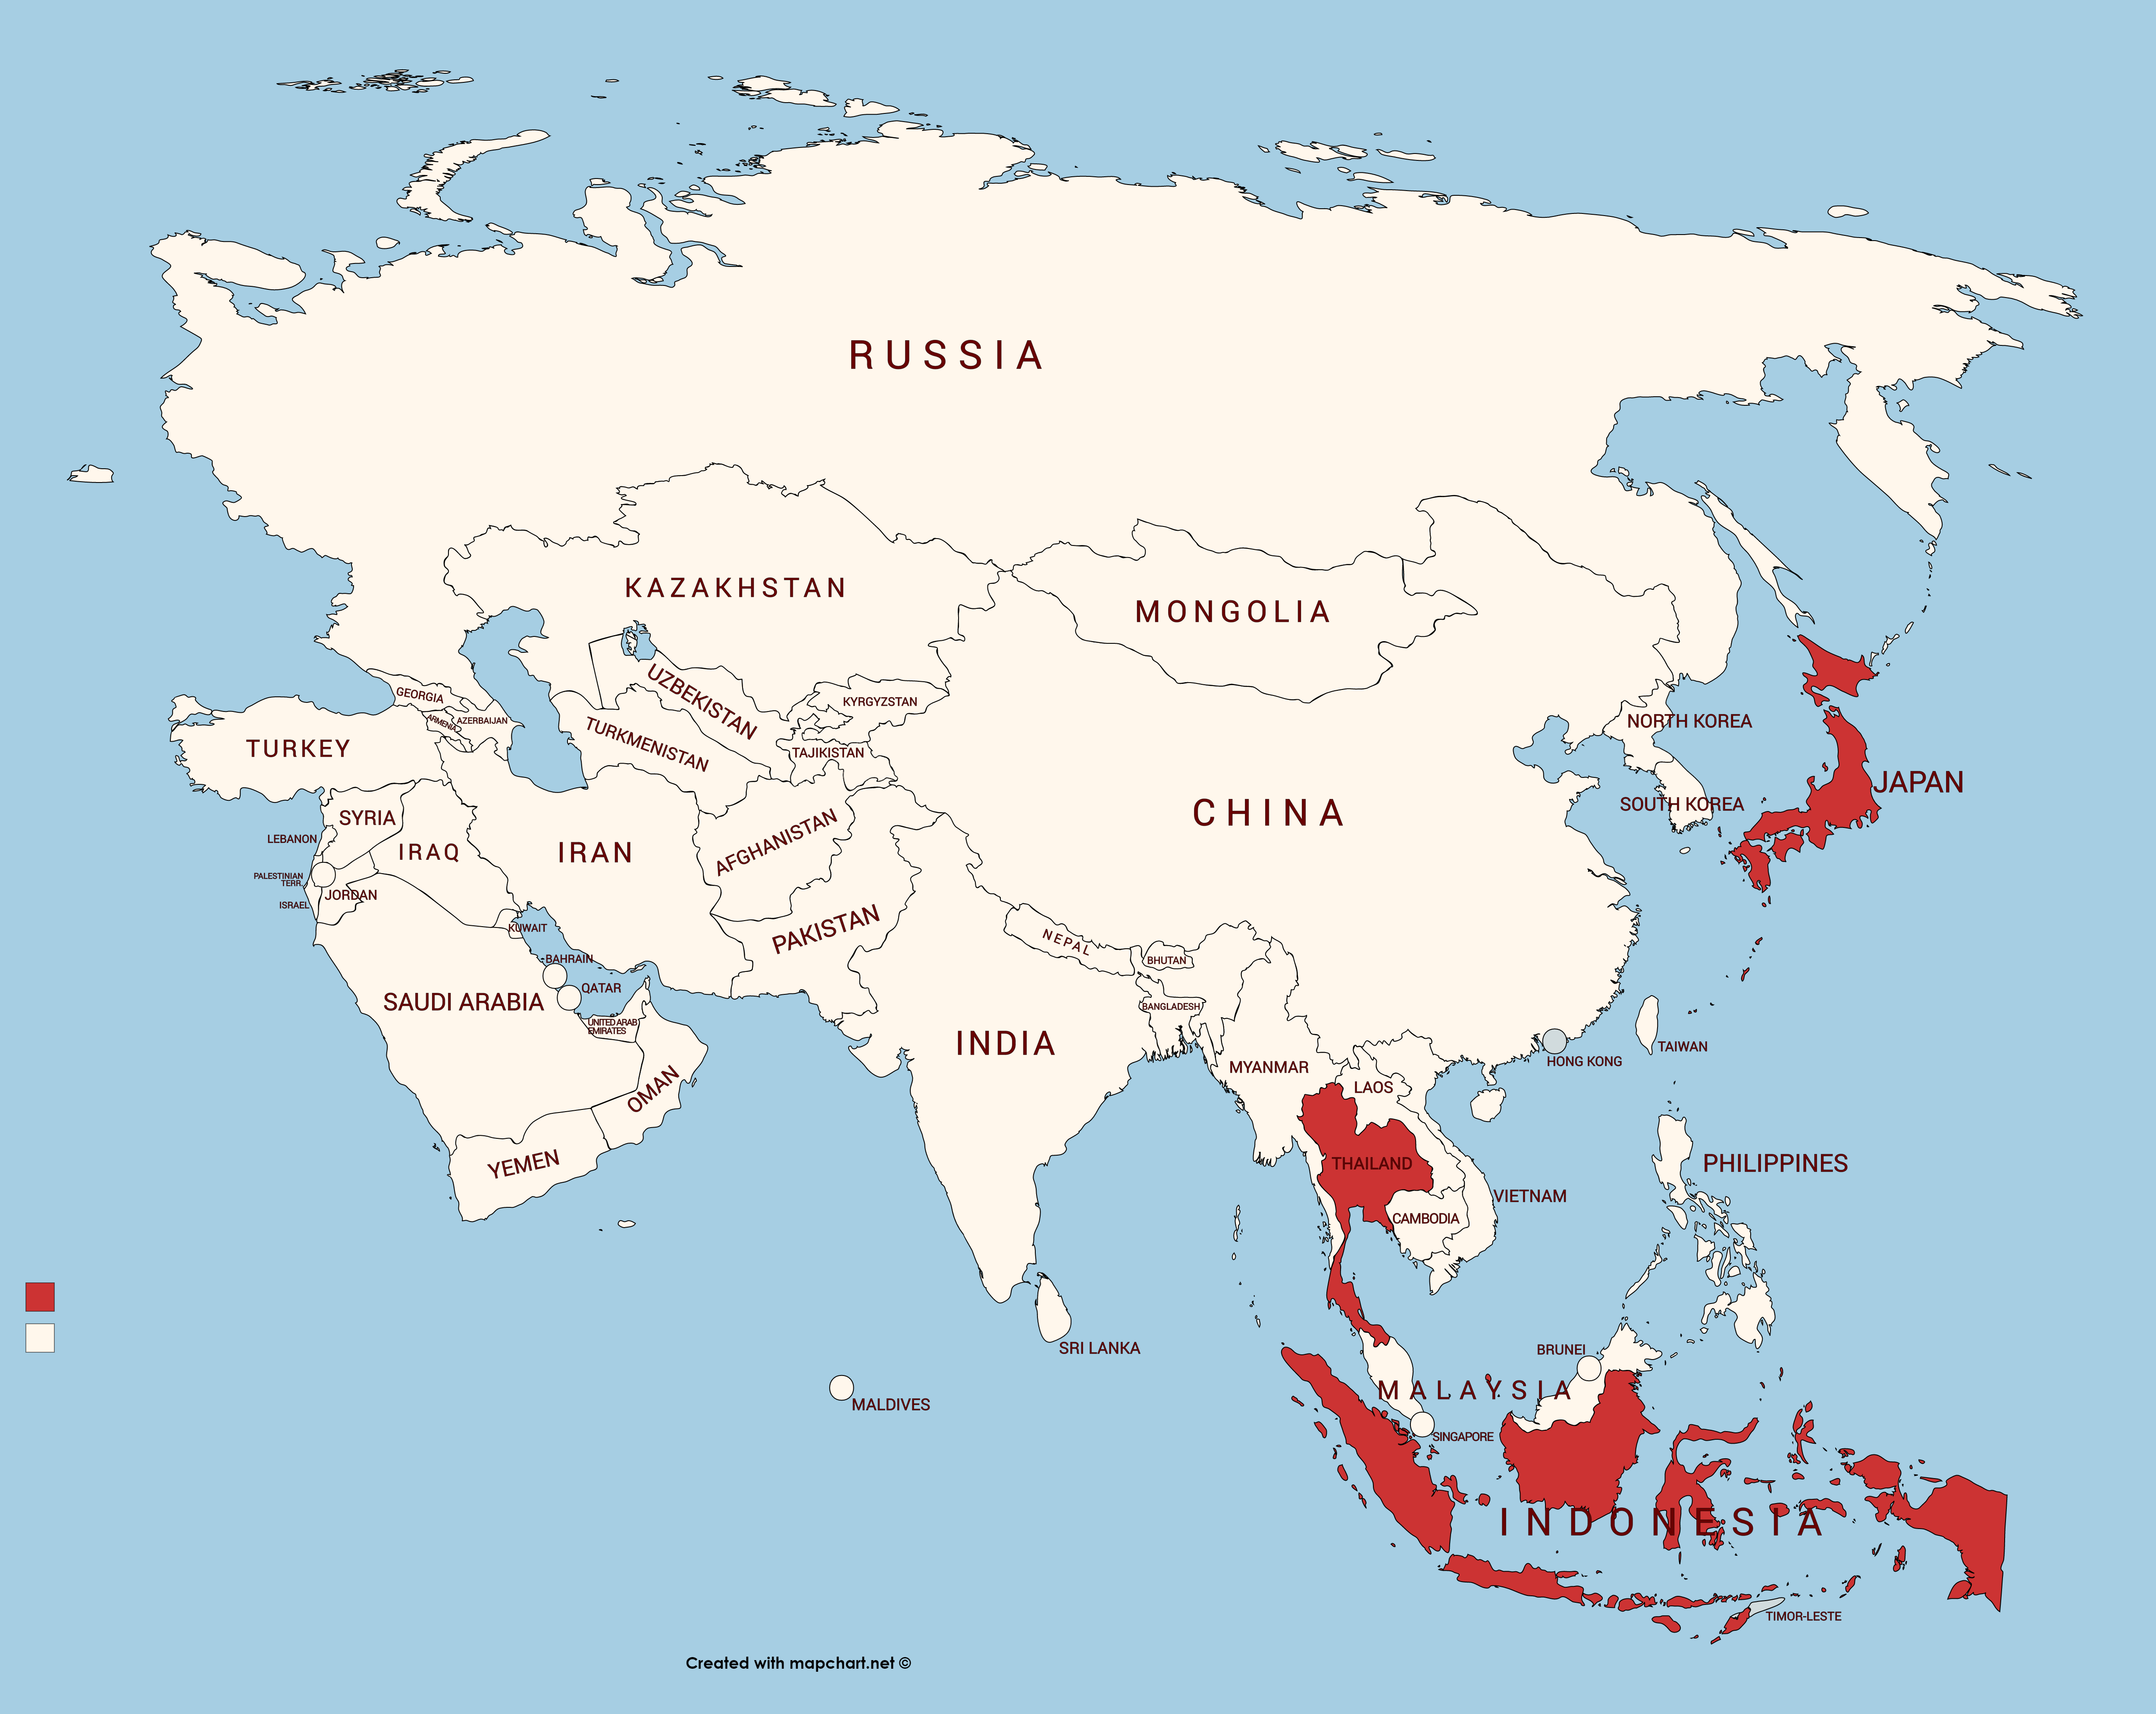 RUSSIA
KAZAKHSTAN
MONGOLIA
UZBEKISTAN
KYRGYZSTAN
GEORGIA
ARMENIA
AZERBAIJAN
TURKMENISTAN
TAJIKISTAN
TURKEY
NORTH KOREA
JAPAN
SOUTH KOREA
CHINA
SYRIA
LEBANON
IRAQ
IRAN
AFGHANISTAN
PALESTINIAN
TERR.
JORDAN
ISRAEL
KUWAIT
PAKISTAN
NEPAL
BHUTAN
BAHRAIN
QATAR
SAUDI ARABIA
UNITED ARAB
EMIRATES
BANGLADESH
INDIA
TAIWAN
HONG KONG
MYANMAR
LAOS
OMAN
YEMEN
THAILAND
PHILIPPINES
VIETNAM
CAMBODIA
SRI LANKA
BRUNEI
MALAYSIA
MALDIVES
SINGAPORE
INDONESIA
TIMOR-LESTE
Created with mapchart.net ©